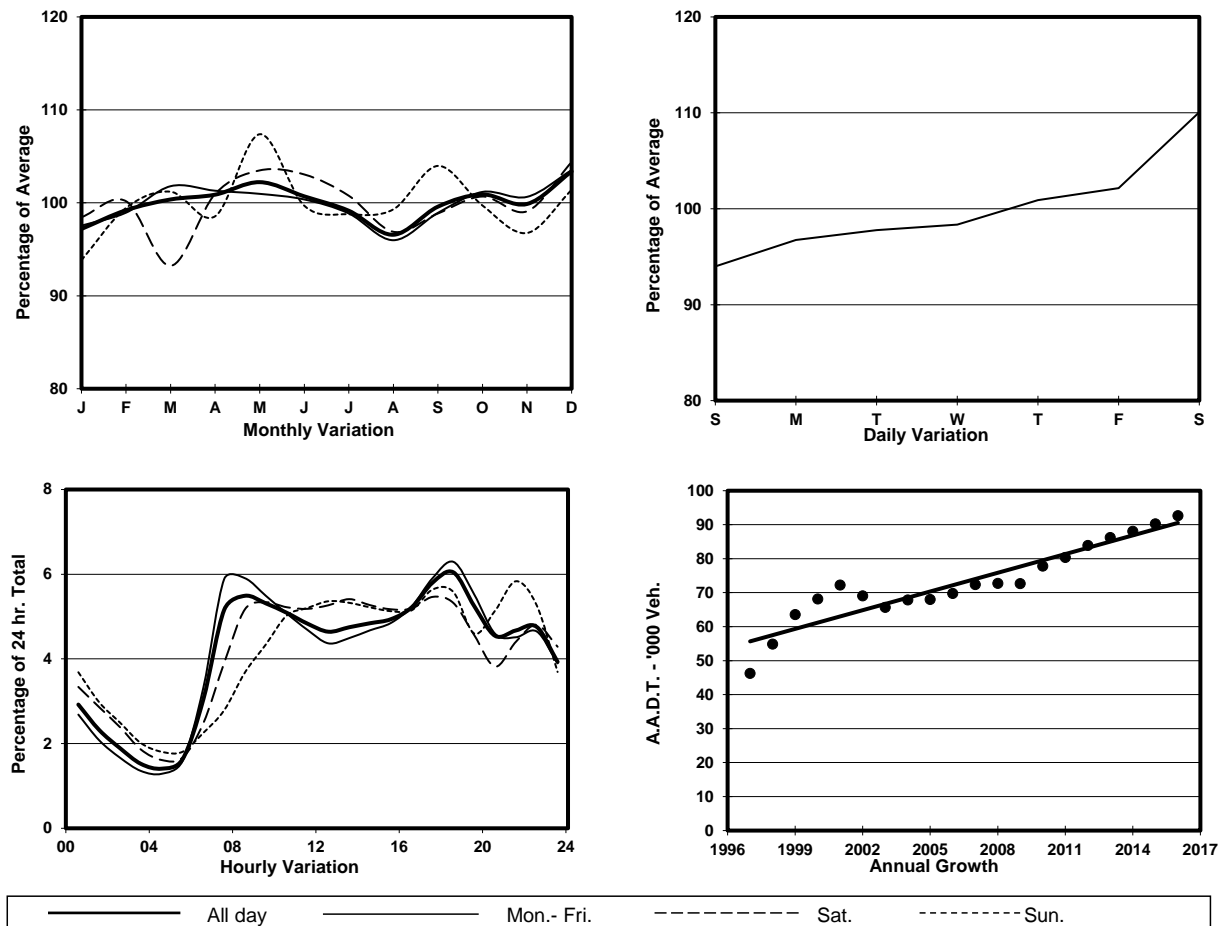 120
110
100
90
80
Percentage of Average
J F M A M J J A S O N D
Monthly Variation
120
110
100
90
80
Percentage of Average
S M T W T F S
Daily Variation
8
6
4
2
0
Percentage of 24 hr. Total
00 04 08 12 16 20 24
Hourly Variation
100
90
80
70
60
50
40
30
20
10
0
A.A.D.T. - '000 Veh.
1996 1999 2002 2005 2008 2011 2014 2017
Annual Growth
All day Mon.- Fri. Sat. Sun.